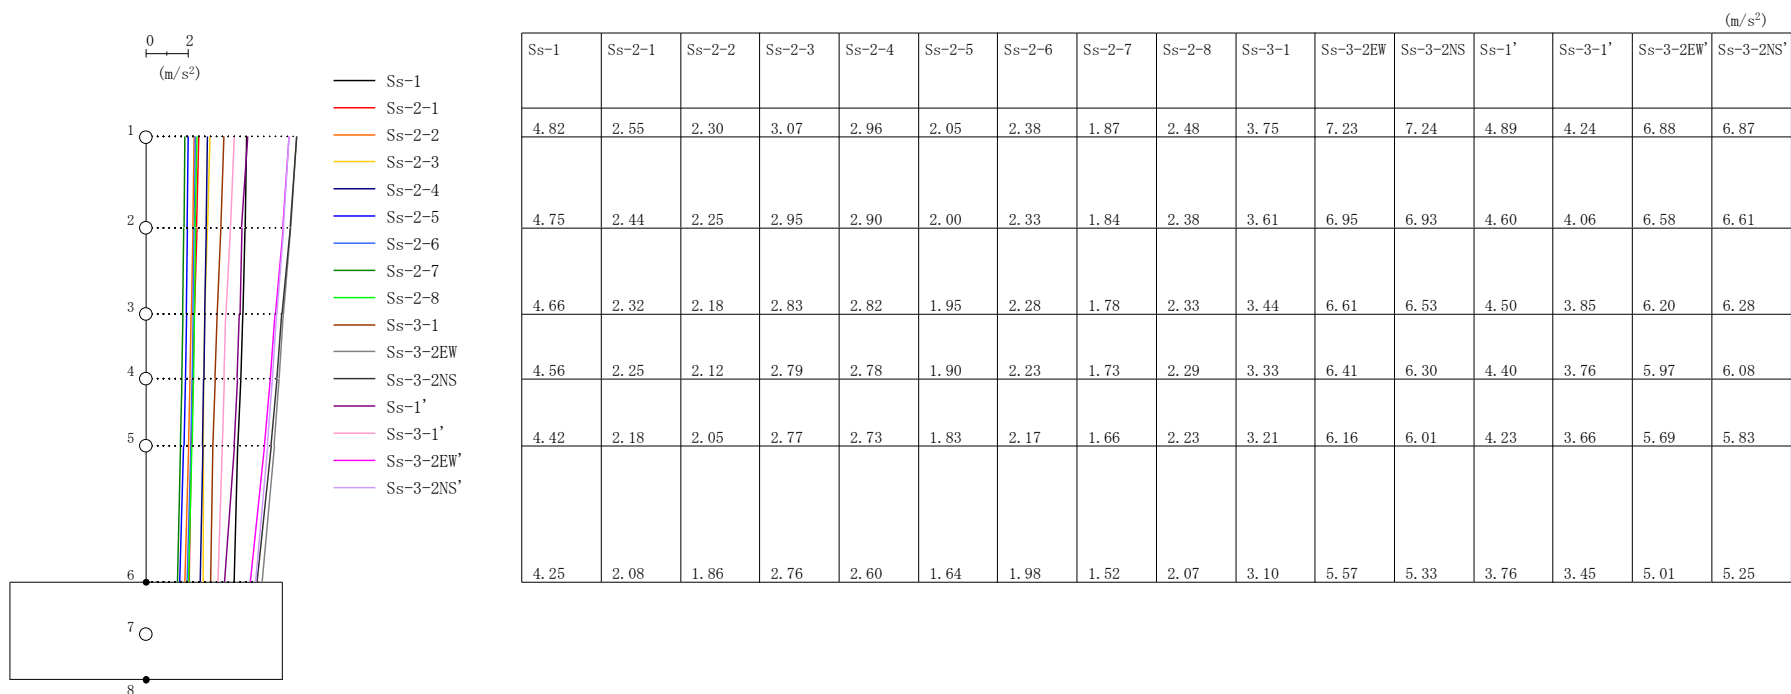 0 2
(m/s²)
1
2
3
4
5
6
7
8
Ss-1
Ss-2-1
Ss-2-2
Ss-2-3
Ss-2-4
Ss-2-5
Ss-2-6
Ss-2-7
Ss-2-8
Ss-3-1
Ss-3-2EW
Ss-3-2NS
Ss-1'
Ss-3-1'
Ss-3-2EW'
Ss-3-2NS'
(m/s²)
Ss-1 Ss-2-1 Ss-2-2 Ss-2-3 Ss-2-4 Ss-2-5 Ss-2-6 Ss-2-7 Ss-2-8 Ss-3-1 Ss-3-2EW Ss-3-2NS Ss-1' Ss-3-1' Ss-3-2EW' Ss-3-2NS'
4.82 2.55 2.30 3.07 2.96 2.05 2.38 1.87 2.48 3.75 7.23 7.24 4.89 4.24 6.88 6.87
4.75 2.44 2.25 2.95 2.90 2.00 2.33 1.84 2.38 3.61 6.95 6.93 4.60 4.06 6.58 6.61
4.66 2.32 2.18 2.83 2.82 1.95 2.28 1.78 2.33 3.44 6.61 6.53 4.50 3.85 6.20 6.28
4.56 2.25 2.12 2.79 2.78 1.90 2.23 1.73 2.29 3.33 6.41 6.30 4.40 3.76 5.97 6.08
4.42 2.18 2.05 2.77 2.73 1.83 2.17 1.66 2.23 3.21 6.16 6.01 4.23 3.66 5.69 5.83
4.25 2.08 1.86 2.76 2.60 1.64 1.98 1.52 2.07 3.10 5.57 5.33 3.76 3.45 5.01 5.25